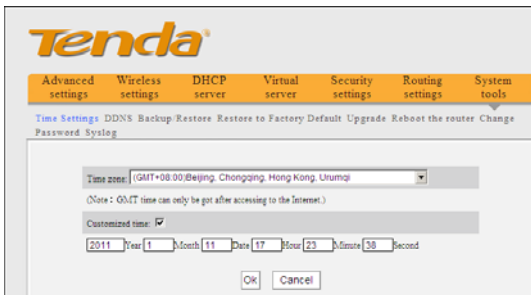 Tenda
Advanced settings Wireless settings DHCP server Virtual server Security settings Routing settings System tools
Time Settings DDNS Backup/Restore Restore to Factory Default Upgrade Reboot the router Change
Password Syslog
Time zone: (GMT+08:00)Beijing, Chongqing, Hong Kong, Urumqi
(Note: GMT time can only be got after accessing to the Internet.)
Customized time:
2011 Year 1 Month 11 Date 17 Hour 23 Minute 38 Second
Ok Cancel